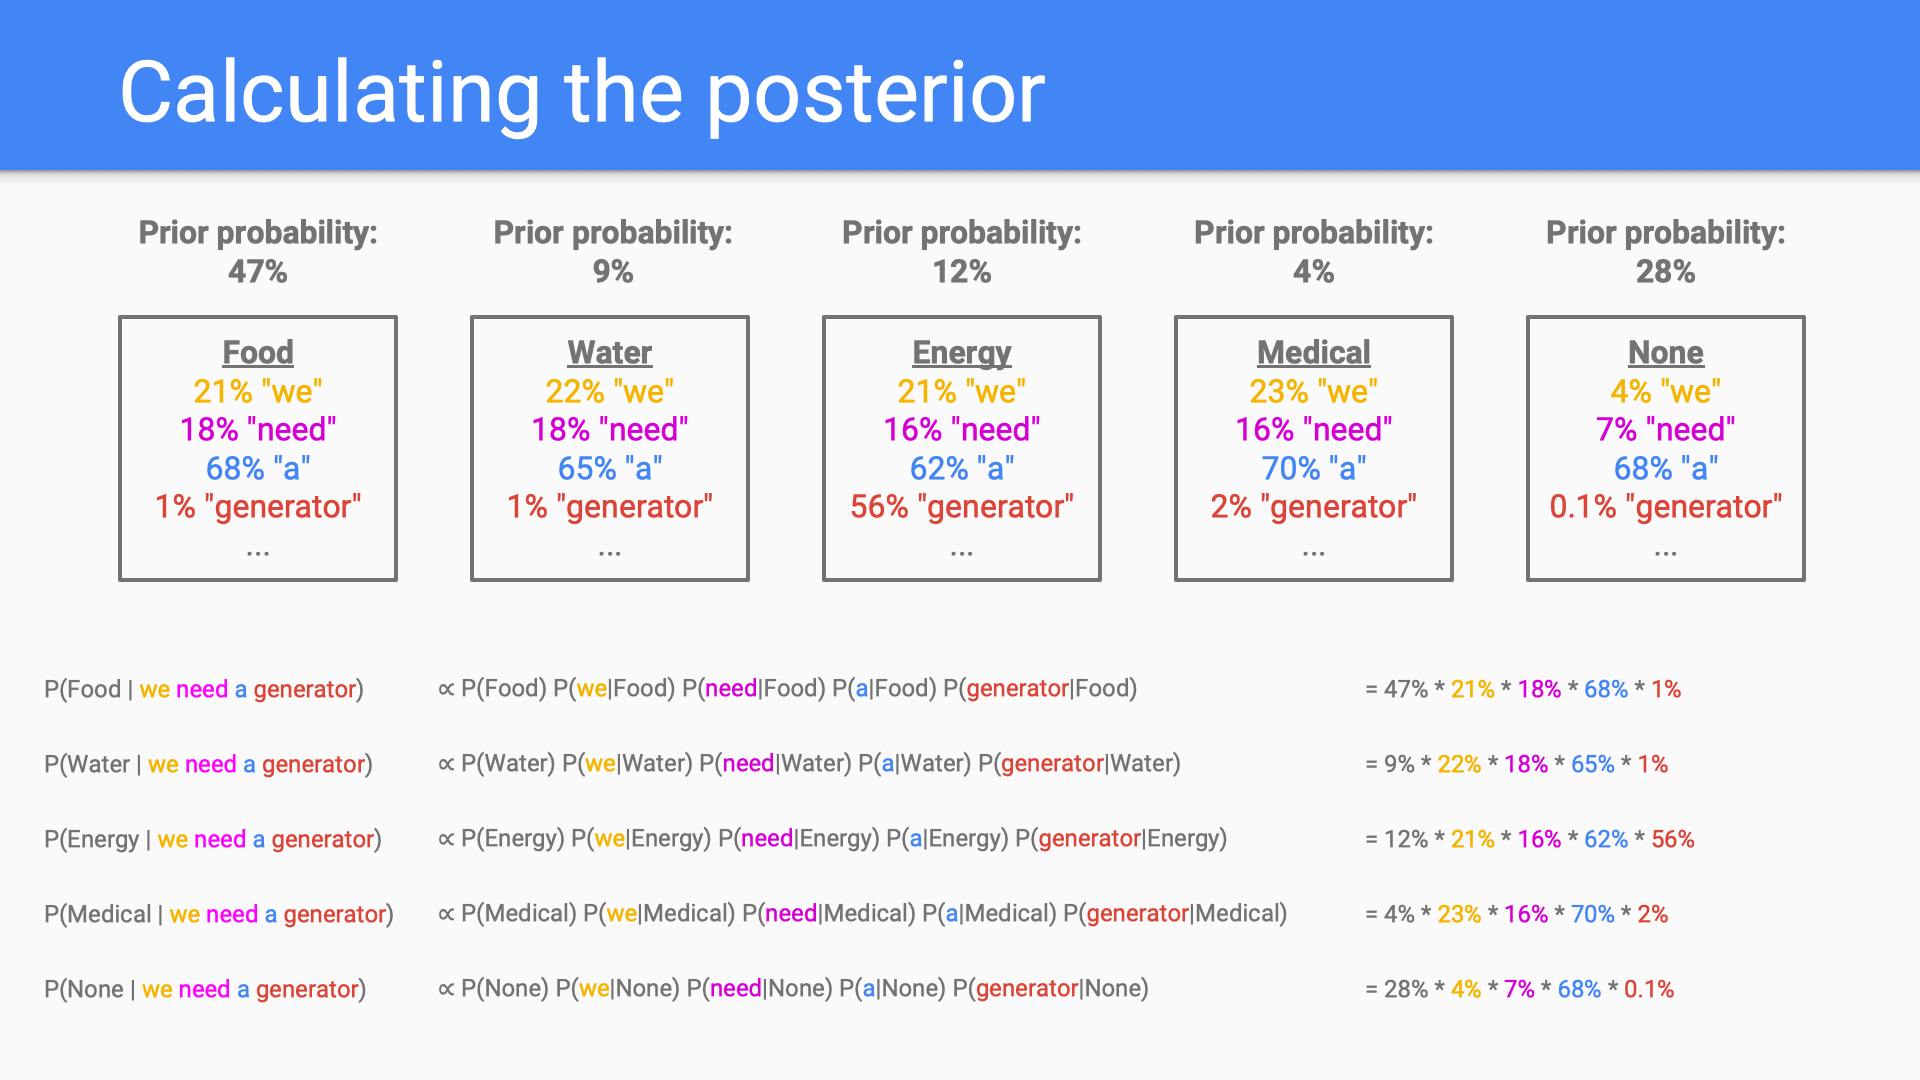 Calculating the posterior
Prior probability:
47%
Prior probability:
9%
Prior probability:
12%
Prior probability:
4%
Prior probability:
28%
Food
21% "we"
18% "need"
68% "a"
1% "generator"
...
Water
22% "we"
18% "need"
65% "a"
1% "generator"
...
Energy
21% "we"
16% "need"
62% "a"
56% "generator"
...
Medical
23% "we"
16% "need"
70% "a"
2% "generator"
...
None
4% "we"
7% "need"
68% "a"
0.1% "generator"
...
P(Food | we need a generator) ∝ P(Food) P(we|Food) P(need|Food) P(a|Food) P(generator|Food) = 47% * 21% * 18% * 68% * 1%
P(Water | we need a generator) ∝ P(Water) P(we|Water) P(need|Water) P(a|Water) P(generator|Water) = 9% * 22% * 18% * 65% * 1%
P(Energy | we need a generator) ∝ P(Energy) P(we|Energy) P(need|Energy) P(a|Energy) P(generator|Energy) = 12% * 21% * 16% * 62% * 56%
P(Medical | we need a generator) ∝ P(Medical) P(we|Medical) P(need|Medical) P(a|Medical) P(generator|Medical) = 4% * 23% * 16% * 70% * 2%
P(None | we need a generator) ∝ P(None) P(we|None) P(need|None) P(a|None) P(generator|None) = 28% * 4% * 7% * 68% * 0.1%